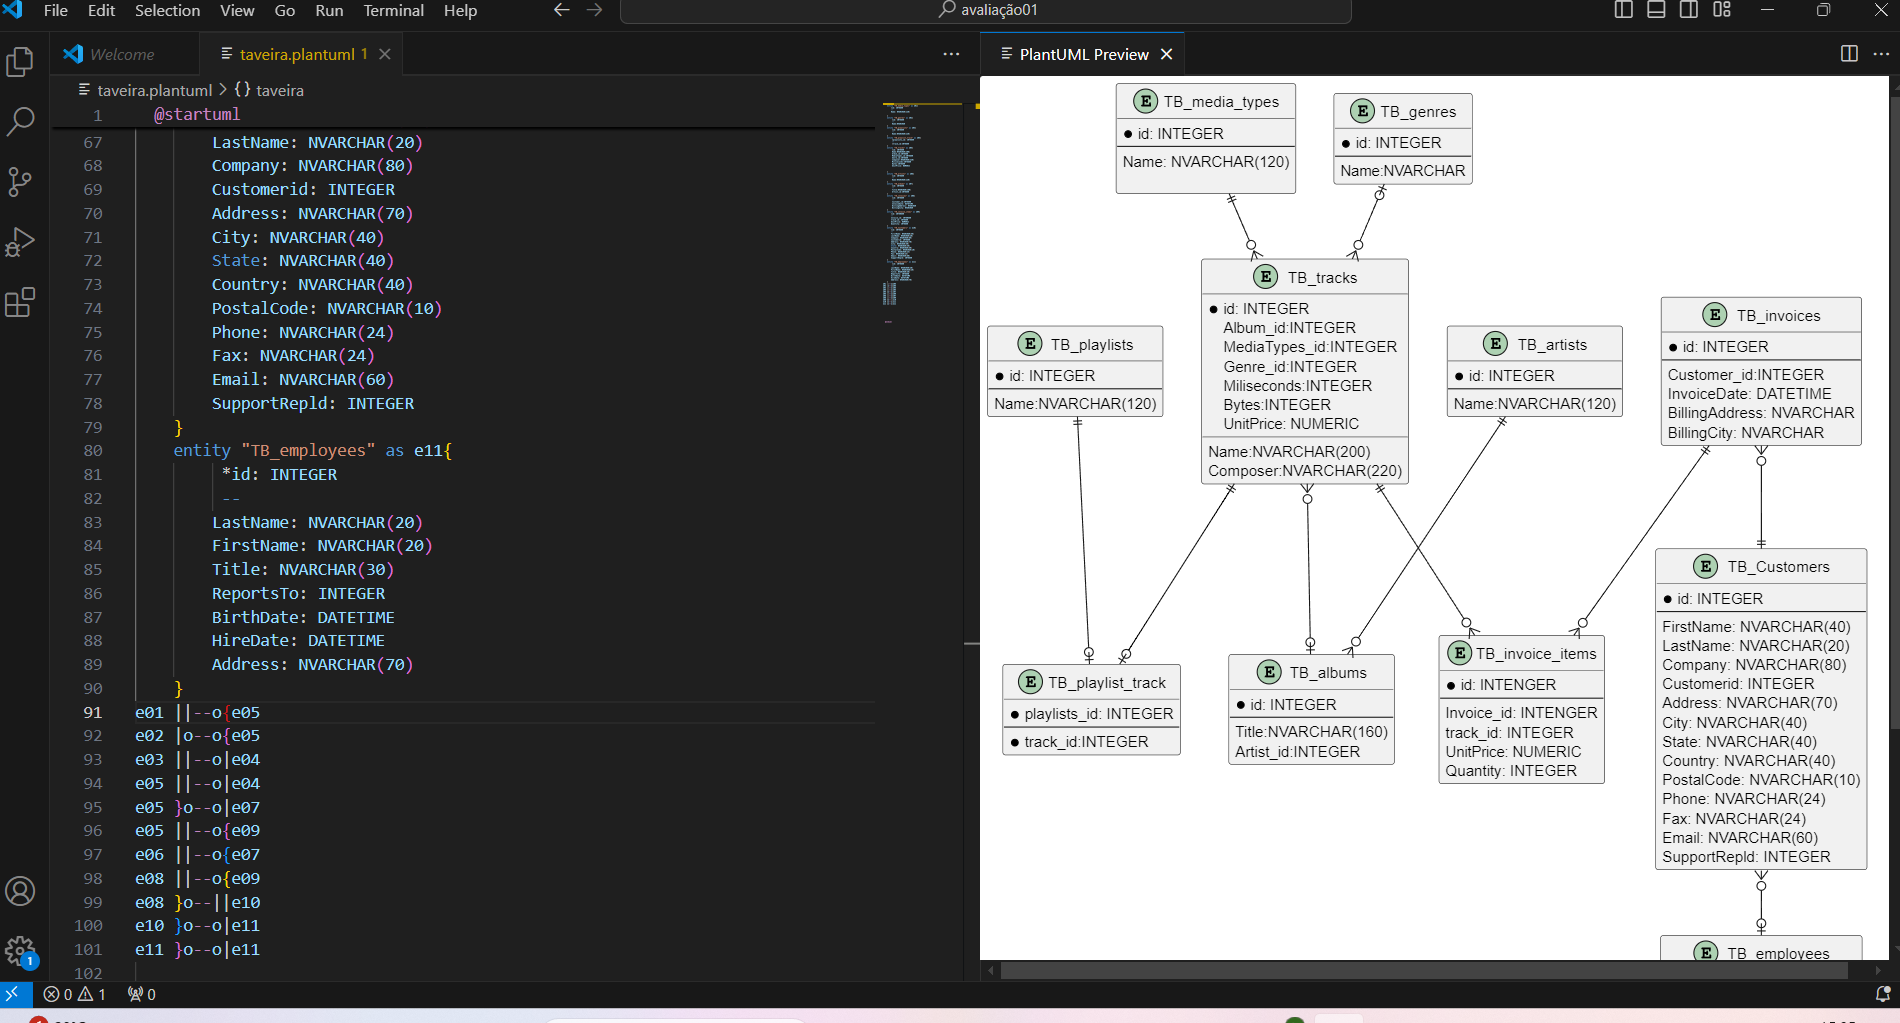 File Edit Selection View Go Run Terminal Help
avaliação01
Welcome
taveira.plantuml 1
taveira.plantuml > {} taveira
1 @startuml
67 LastName: NVARCHAR(20)
68 Company: NVARCHAR(80)
69 Customerid: INTEGER
70 Address: NVARCHAR(70)
71 City: NVARCHAR(40)
72 State: NVARCHAR(40)
73 Country: NVARCHAR(40)
74 PostalCode: NVARCHAR(10)
75 Phone: NVARCHAR(24)
76 Fax: NVARCHAR(24)
77 Email: NVARCHAR(60)
78 SupportRepld: INTEGER
79 }
80 entity "TB_employees" as e11{
81 *id: INTEGER
82 --
83 LastName: NVARCHAR(20)
84 FirstName: NVARCHAR(20)
85 Title: NVARCHAR(30)
86 ReportsTo: INTEGER
87 BirthDate: DATETIME
88 HireDate: DATETIME
89 Address: NVARCHAR(70)
90 }
91 e01 ||--o{e05
92 e02 |o--o{e05
93 e03 ||--o|e04
94 e05 ||--o|e04
95 e05 }o--o|e07
96 e05 ||--o{e09
97 e06 ||--o{e07
98 e08 ||--o{e09
99 e08 }o--||e10
100 e10 }o--o|e11
101 e11 }o--o|e11
102
PlantUML Preview
E TB_media_types
id: INTEGER
Name: NVARCHAR(120)
E TB_genres
id: INTEGER
Name:NVARCHAR
E TB_tracks
id: INTEGER
Album_id:INTEGER
MediaTypes_id:INTEGER
Genre_id:INTEGER
Miliseconds:INTEGER
Bytes:INTEGER
UnitPrice: NUMERIC
Name:NVARCHAR(200)
Composer:NVARCHAR(220)
E TB_playlists
id: INTEGER
Name:NVARCHAR(120)
E TB_artists
id: INTEGER
Name:NVARCHAR(120)
E TB_invoices
id: INTEGER
Customer_id:INTEGER
InvoiceDate: DATETIME
BillingAddress: NVARCHAR
BillingCity: NVARCHAR
E TB_playlist_track
playlists_id: INTEGER
track_id:INTEGER
E TB_albums
id: INTEGER
Title:NVARCHAR(160)
Artist_id:INTEGER
E TB_invoice_items
id: INTENGER
Invoice_id: INTENGER
track_id: INTEGER
UnitPrice: NUMERIC
Quantity: INTEGER
E TB_Customers
id: INTEGER
FirstName: NVARCHAR(40)
LastName: NVARCHAR(20)
Company: NVARCHAR(80)
Customerid: INTEGER
Address: NVARCHAR(70)
City: NVARCHAR(40)
State: NVARCHAR(40)
Country: NVARCHAR(40)
PostalCode: NVARCHAR(10)
Phone: NVARCHAR(24)
Fax: NVARCHAR(24)
Email: NVARCHAR(60)
SupportRepld: INTEGER
E TB_employees
1
0 1 0